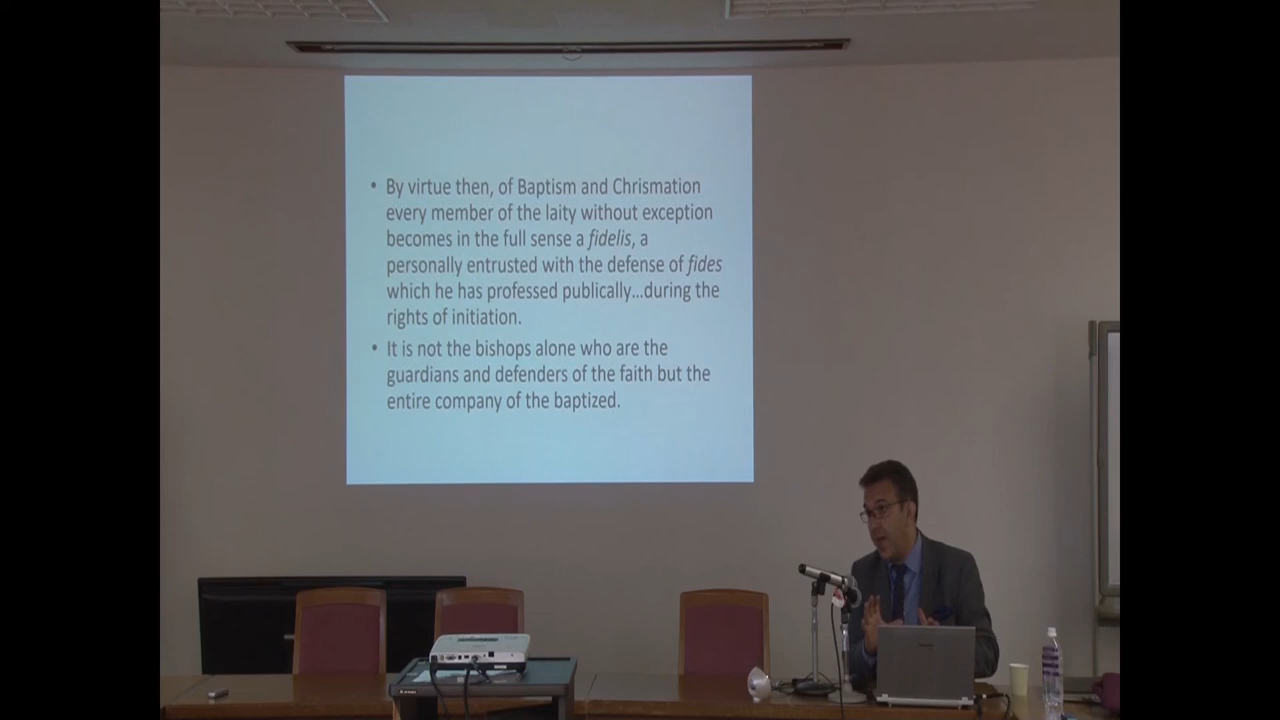 • By virtue then, of Baptism and Chrismation
every member of the laity without exception
becomes in the full sense a fidelis, a
personally entrusted with the defense of fides
which he has professed publically...during the
rights of initiation.
• It is not the bishops alone who are the
guardians and defenders of the faith but the
entire company of the baptized.